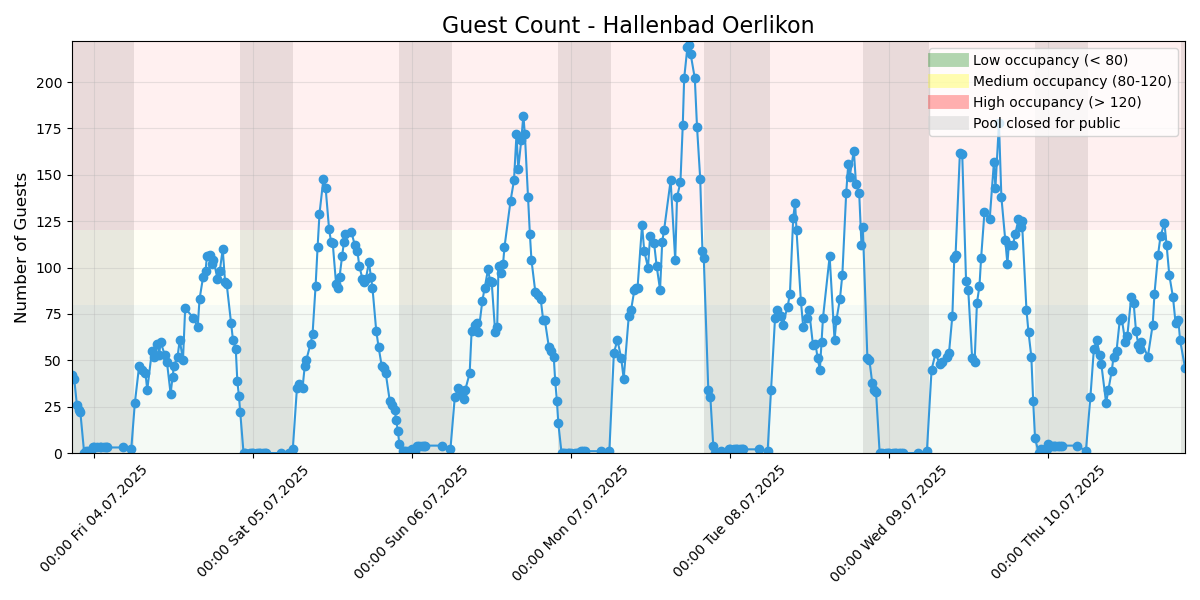 Guest Count - Hallenbad Oerlikon
Number of Guests
200
175
150
125
100
75
50
25
0
Low occupancy (< 80)
Medium occupancy (80-120)
High occupancy (> 120)
Pool closed for public
00:00 Fri 04.07.2025
00:00 Sat 05.07.2025
00:00 Sun 06.07.2025
00:00 Mon 07.07.2025
00:00 Tue 08.07.2025
00:00 Wed 09.07.2025
00:00 Thu 10.07.2025